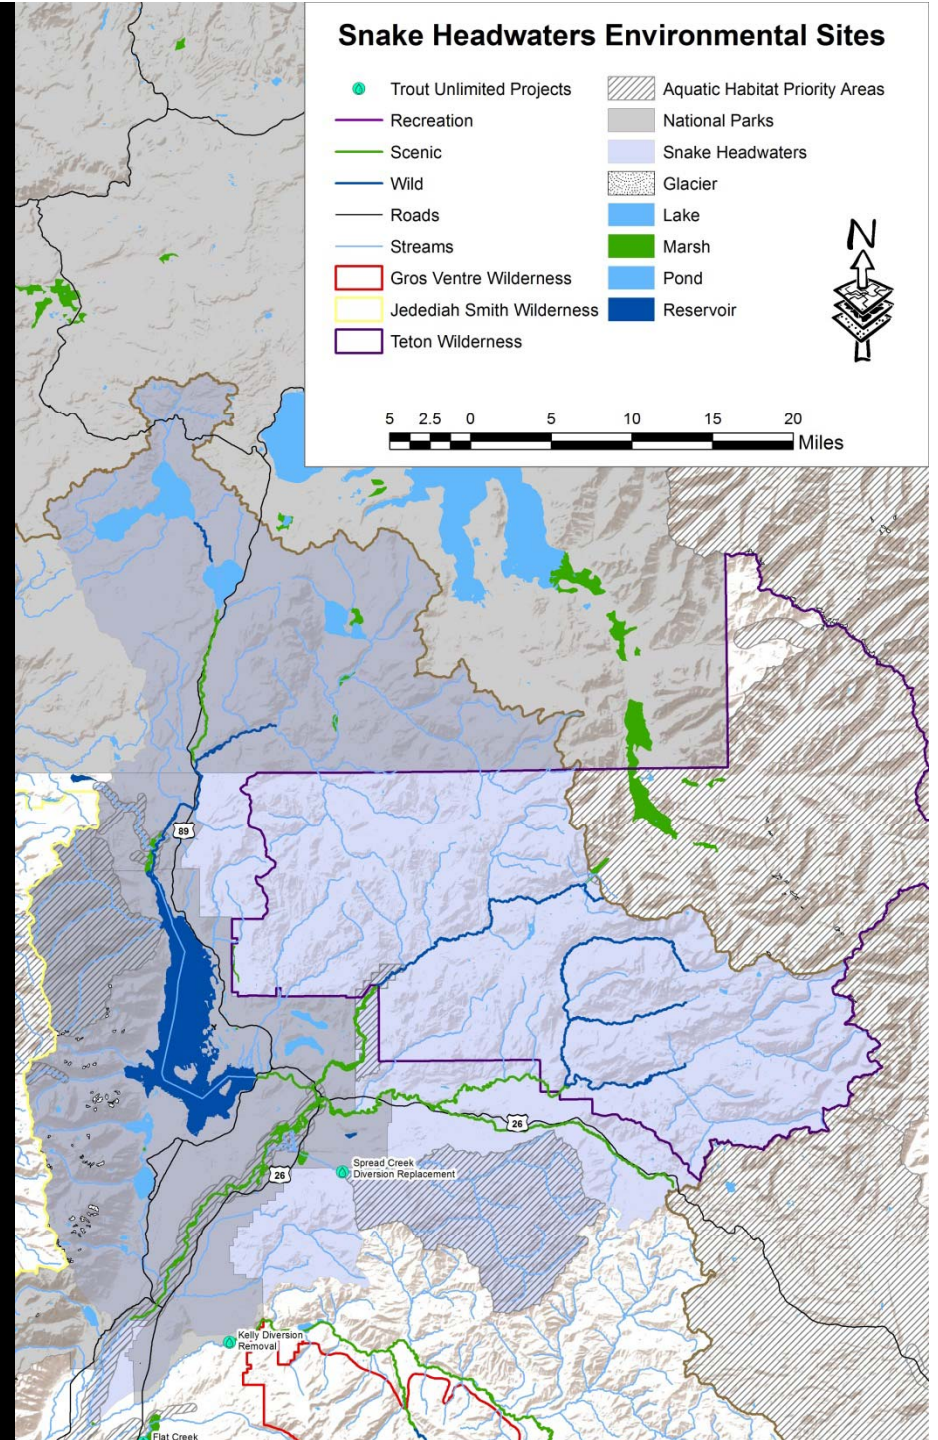 Snake Headwaters Environmental Sites
Trout Unlimited Projects
Recreation
Scenic
Wild
Roads
Streams
Gros Ventre Wilderness
Jedediah Smith Wilderness
Teton Wilderness
Aquatic Habitat Priority Areas
National Parks
Snake Headwaters
Glacier
Lake
Marsh
Pond
Reservoir
N
5 2.5 0 5 10 15 20
Miles
89
26
Spread Creek
Diversion Replacement
26
Kelly Diversion
Removal
Flat Creek